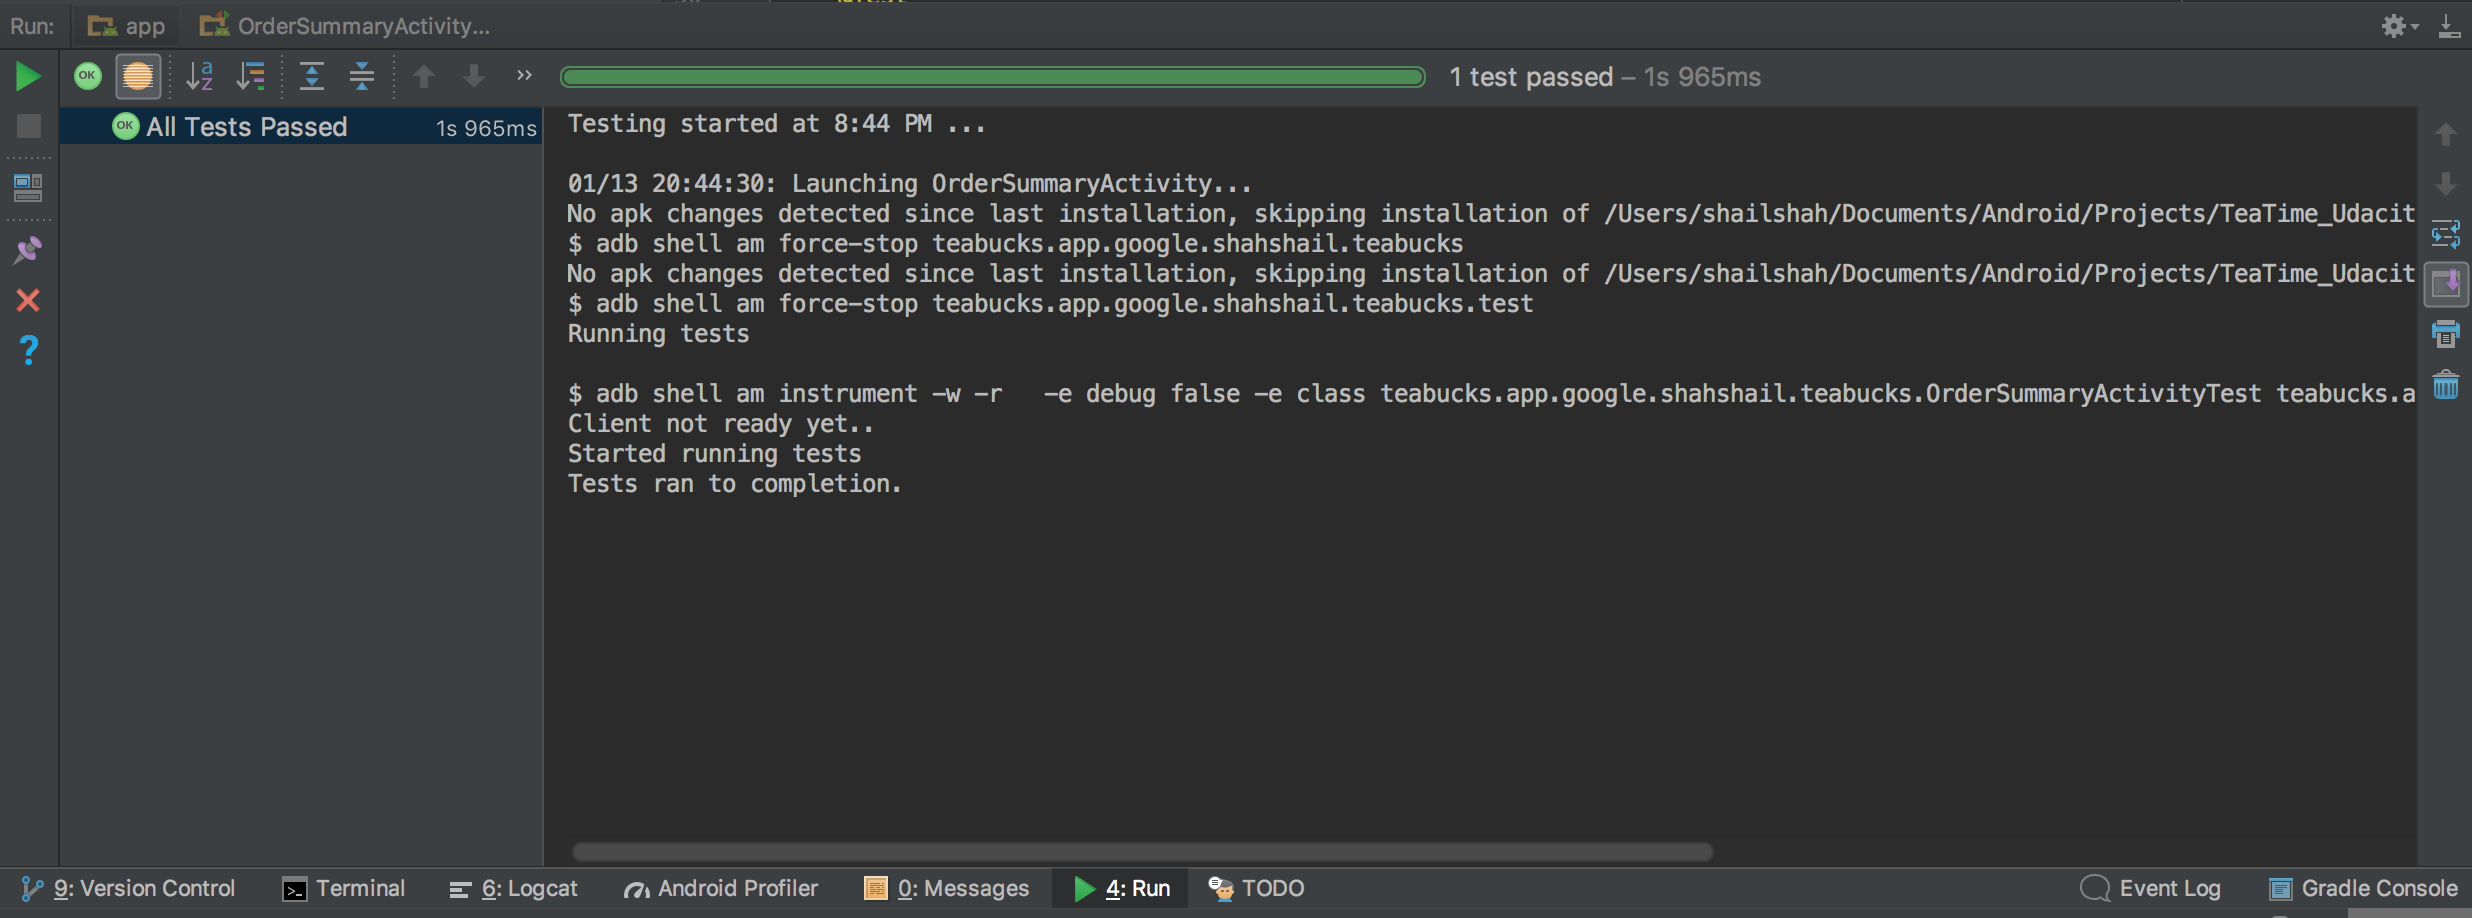 Run: app OrderSummaryActivity...
OK 1 test passed – 1s 965ms
OK All Tests Passed 1s 965ms
Testing started at 8:44 PM ...
01/13 20:44:30: Launching OrderSummaryActivity...
No apk changes detected since last installation, skipping installation of /Users/shailshah/Documents/Android/Projects/TeaTime_Udacit
$ adb shell am force-stop teabucks.app.google.shahshail.teabucks
No apk changes detected since last installation, skipping installation of /Users/shailshah/Documents/Android/Projects/TeaTime_Udacit
$ adb shell am force-stop teabucks.app.google.shahshail.teabucks.test
Running tests
$ adb shell am instrument -w -r   -e debug false -e class teabucks.app.google.shahshail.teabucks.OrderSummaryActivityTest teabucks.a
Client not ready yet..
Started running tests
Tests ran to completion.
9: Version Control Terminal 6: Logcat Android Profiler 0: Messages 4: Run TODO Event Log Gradle Console